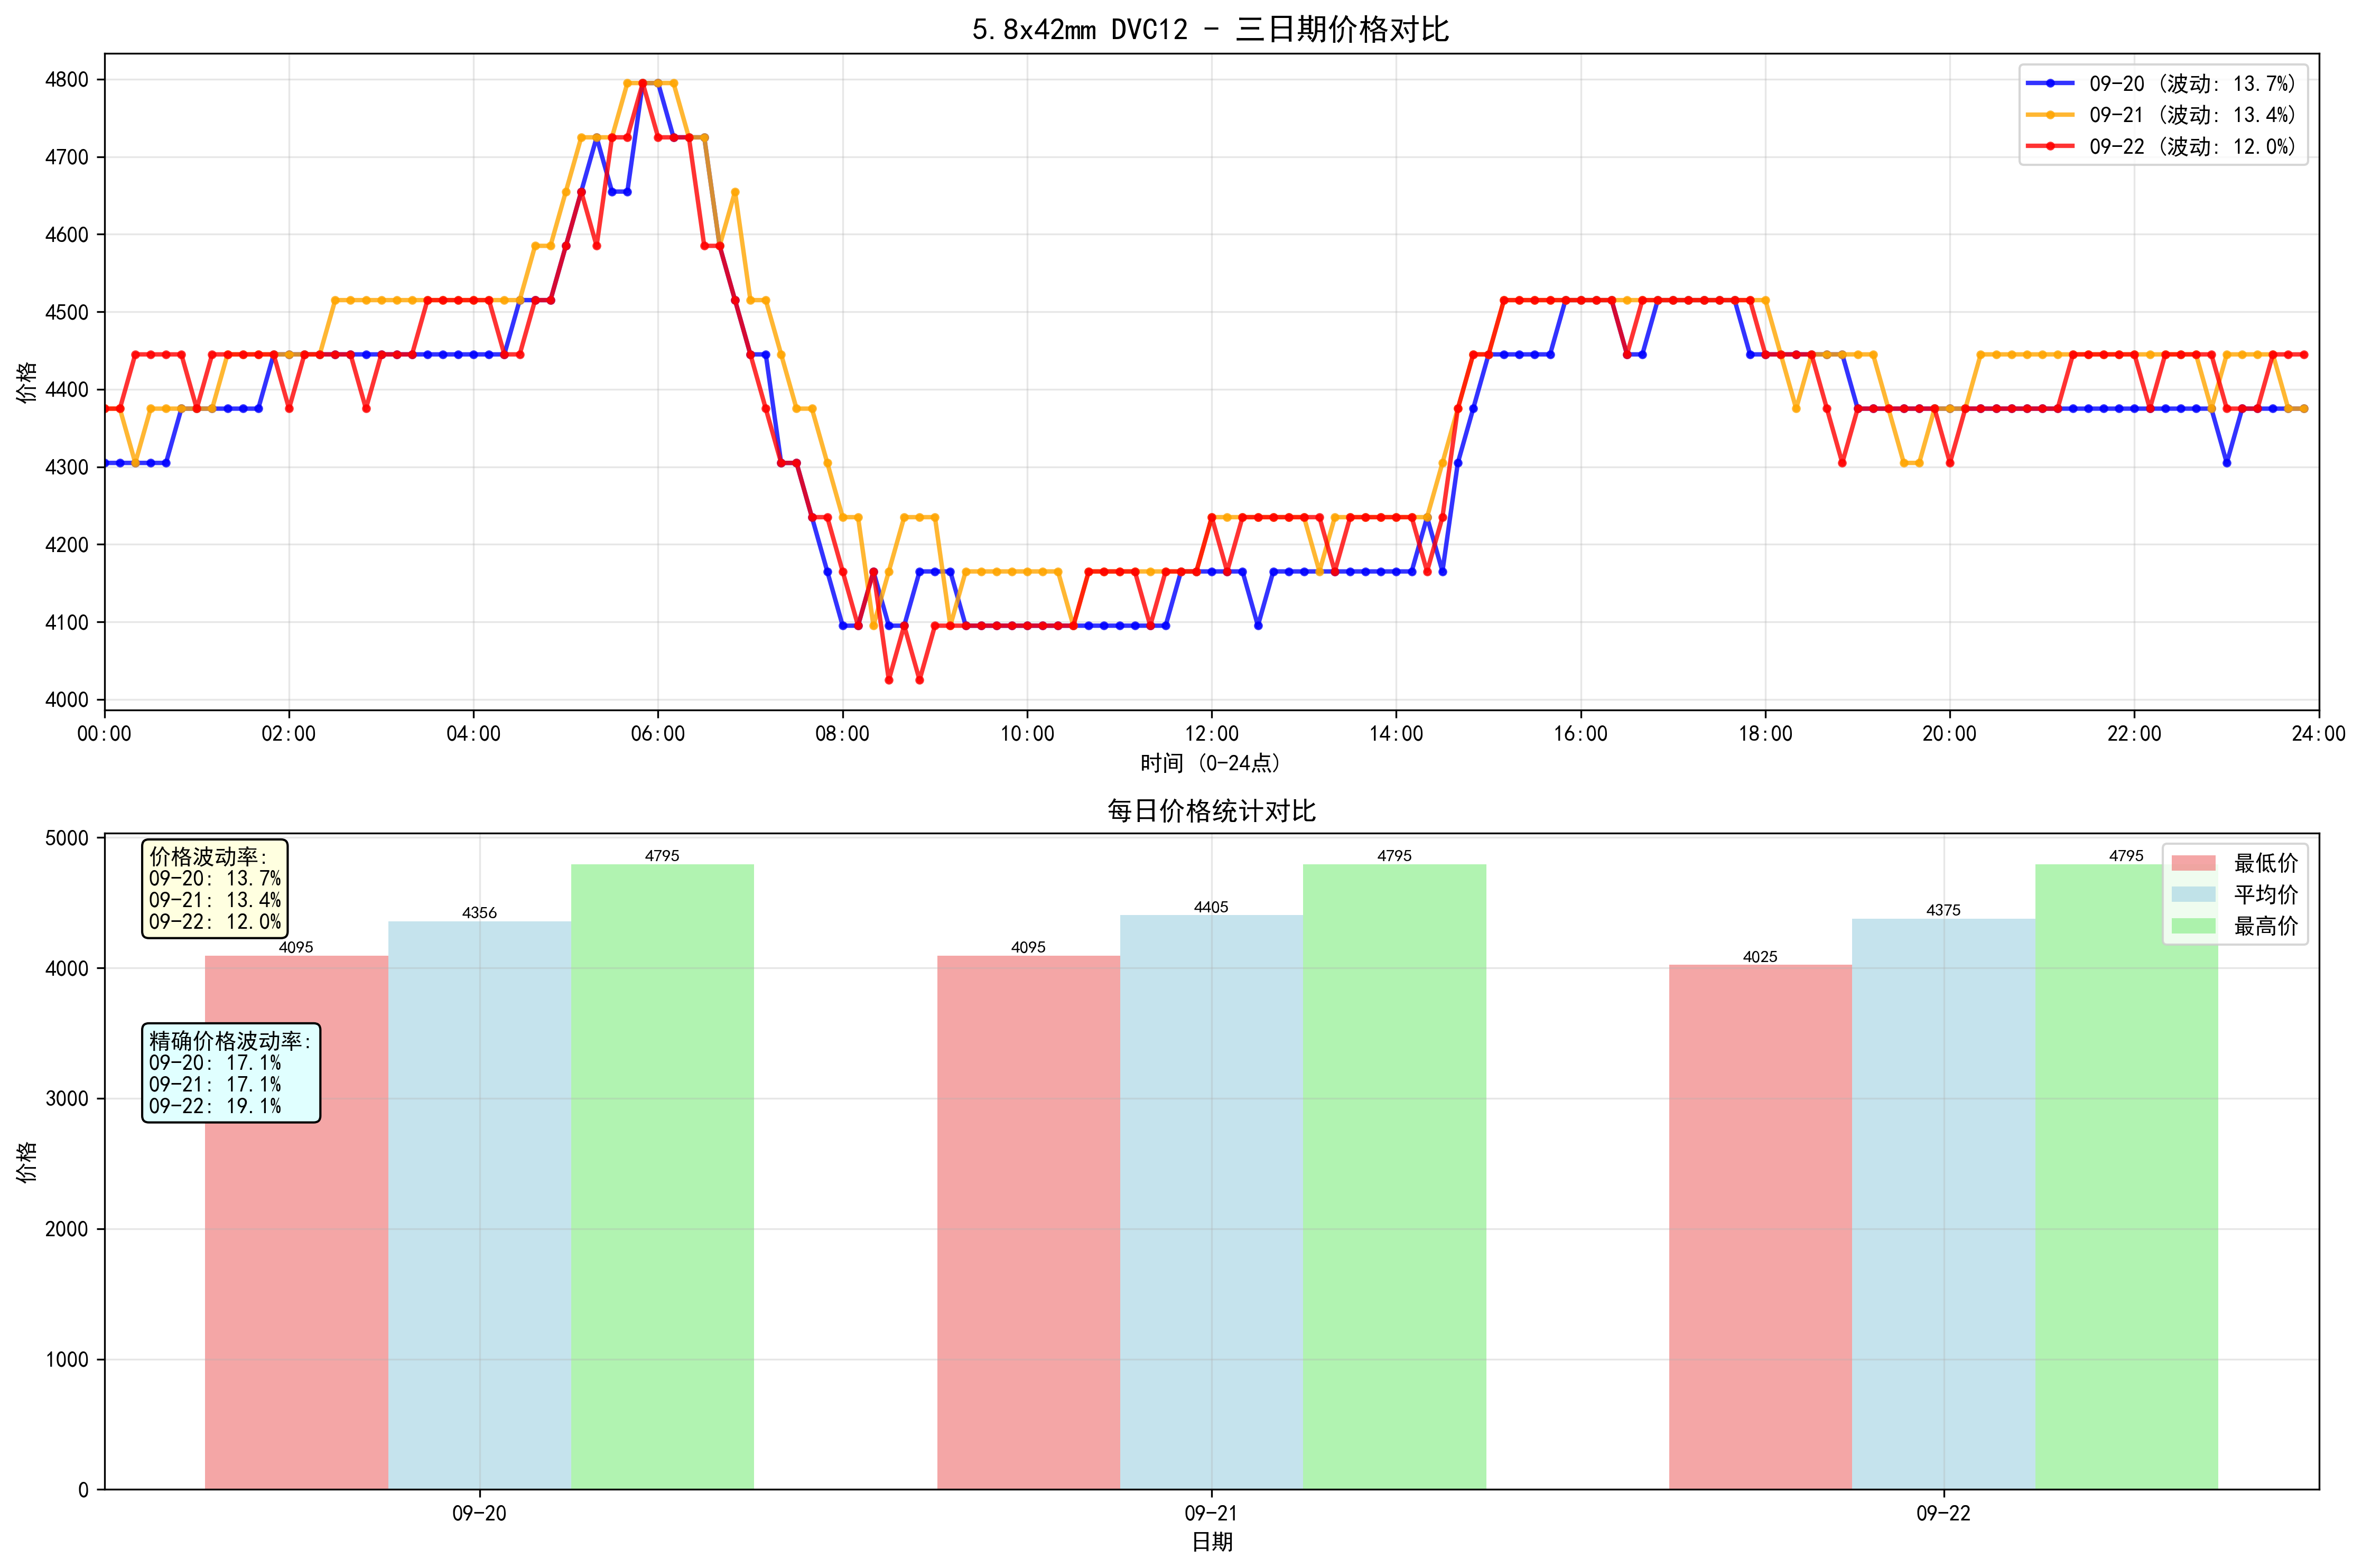 5.8x42mm DVC12 - 三日期价格对比
09-20 (波动: 13.7%)
09-21 (波动: 13.4%)
09-22 (波动: 12.0%)
价格
4800
4700
4600
4500
4400
4300
4200
4100
4000
00:00 02:00 04:00 06:00 08:00 10:00 12:00 14:00 16:00 18:00 20:00 22:00 24:00
时间 (0-24点)
每日价格统计对比
价格波动率:
09-20: 13.7%
09-21: 13.4%
09-22: 12.0%
精确价格波动率:
09-20: 17.1%
09-21: 17.1%
09-22: 19.1%
最低价
平均价
最高价
4095 4356 4795
4095 4405 4795
4025 4375 4795
价格
5000
4000
3000
2000
1000
0
09-20 09-21 09-22
日期